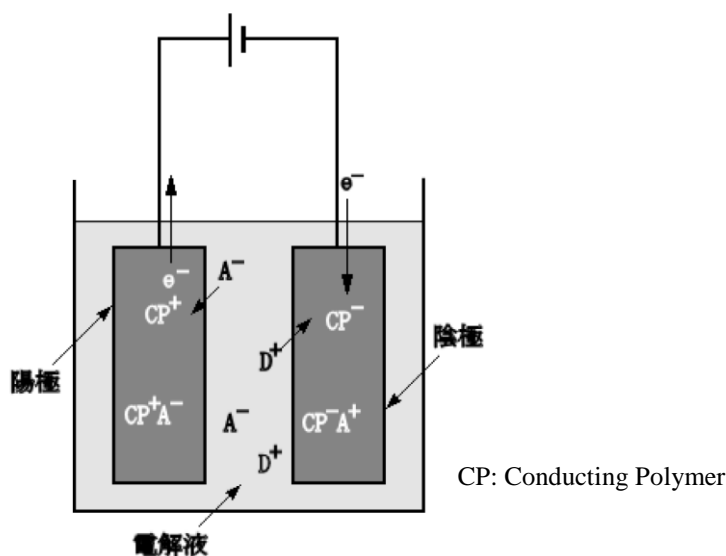 e⁻
e⁻
CP⁺
A⁻
CP⁻
D⁺
陽極
陰極
CP⁺A⁻
A⁻
CP⁻A⁺
D⁺
CP: Conducting Polymer
電解液